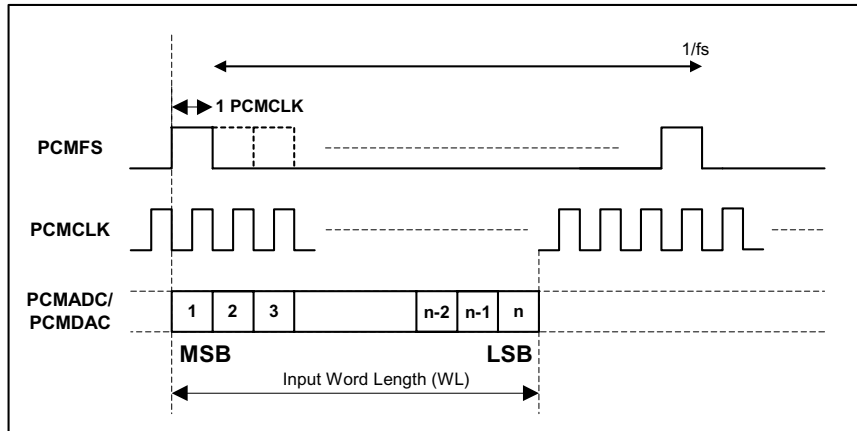 1/fs
1 PCMCLK
PCMFS
PCMCLK
PCMADC/
PCMDAC
1 2 3 n-2 n-1 n
MSB LSB
Input Word Length (WL)